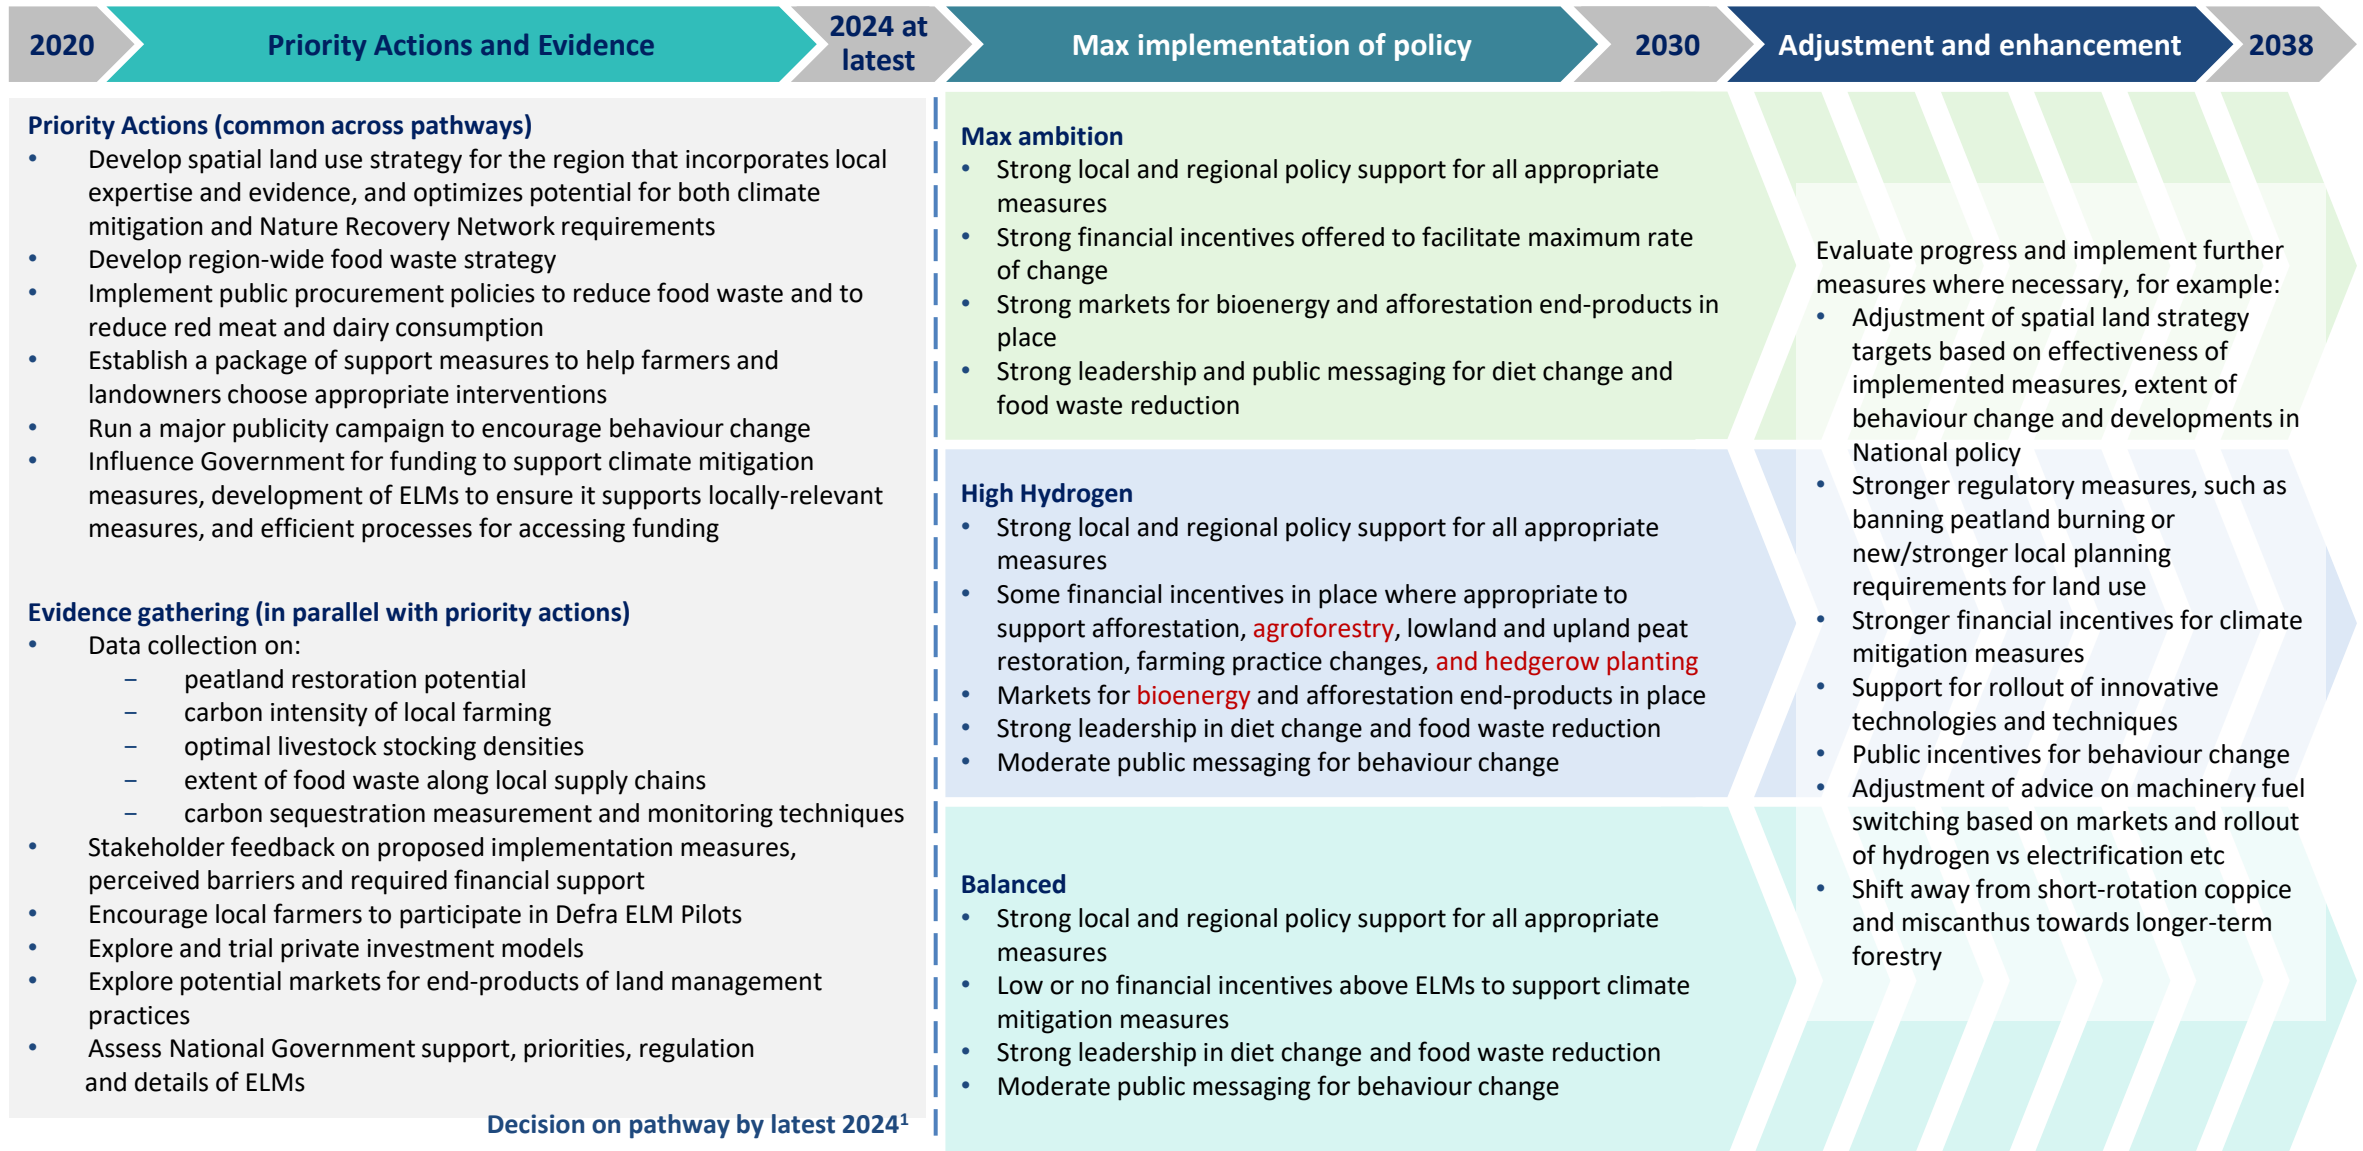 2020
Priority Actions and Evidence
2024 at
latest
Max implementation of policy
2030
Adjustment and enhancement
2038
Priority Actions (common across pathways)
• Develop spatial land use strategy for the region that incorporates local
expertise and evidence, and optimizes potential for both climate
mitigation and Nature Recovery Network requirements
• Develop region-wide food waste strategy
• Implement public procurement policies to reduce food waste and to
reduce red meat and dairy consumption
• Establish a package of support measures to help farmers and
landowners choose appropriate interventions
• Run a major publicity campaign to encourage behaviour change
• Influence Government for funding to support climate mitigation
measures, development of ELMs to ensure it supports locally-relevant
measures, and efficient processes for accessing funding
Evidence gathering (in parallel with priority actions)
• Data collection on:
– peatland restoration potential
– carbon intensity of local farming
– optimal livestock stocking densities
– extent of food waste along local supply chains
– carbon sequestration measurement and monitoring techniques
• Stakeholder feedback on proposed implementation measures,
perceived barriers and required financial support
• Encourage local farmers to participate in Defra ELM Pilots
• Explore and trial private investment models
• Explore potential markets for end-products of land management
practices
• Assess National Government support, priorities, regulation
and details of ELMs
Decision on pathway by latest 2024¹
Max ambition
• Strong local and regional policy support for all appropriate
measures
• Strong financial incentives offered to facilitate maximum rate
of change
• Strong markets for bioenergy and afforestation end-products in
place
• Strong leadership and public messaging for diet change and
food waste reduction
High Hydrogen
• Strong local and regional policy support for all appropriate
measures
• Some financial incentives in place where appropriate to
support afforestation, agroforestry, lowland and upland peat
restoration, farming practice changes, and hedgerow planting
• Markets for bioenergy and afforestation end-products in place
• Strong leadership in diet change and food waste reduction
• Moderate public messaging for behaviour change
Balanced
• Strong local and regional policy support for all appropriate
measures
• Low or no financial incentives above ELMs to support climate
mitigation measures
• Strong leadership in diet change and food waste reduction
• Moderate public messaging for behaviour change
Evaluate progress and implement further
measures where necessary, for example:
• Adjustment of spatial land strategy
targets based on effectiveness of
implemented measures, extent of
behaviour change and developments in
National policy
• Stronger regulatory measures, such as
banning peatland burning or
new/stronger local planning
requirements for land use
• Stronger financial incentives for climate
mitigation measures
• Support for rollout of innovative
technologies and techniques
• Public incentives for behaviour change
• Adjustment of advice on machinery fuel
switching based on markets and rollout
of hydrogen vs electrification etc
• Shift away from short-rotation coppice
and miscanthus towards longer-term
forestry